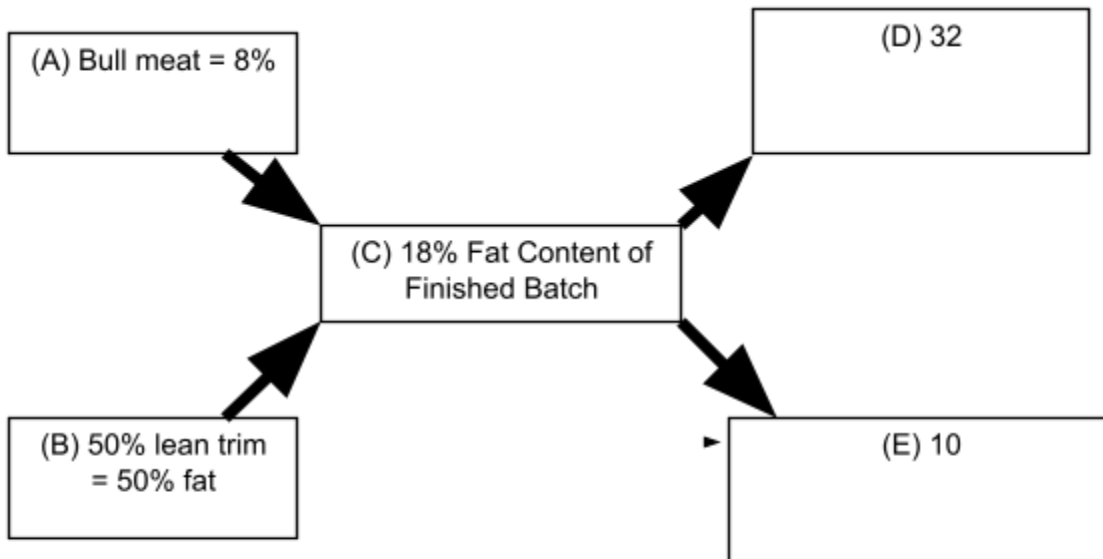 (A) Bull meat = 8%
(D) 32
(C) 18% Fat Content of
Finished Batch
(B) 50% lean trim
= 50% fat
(E) 10